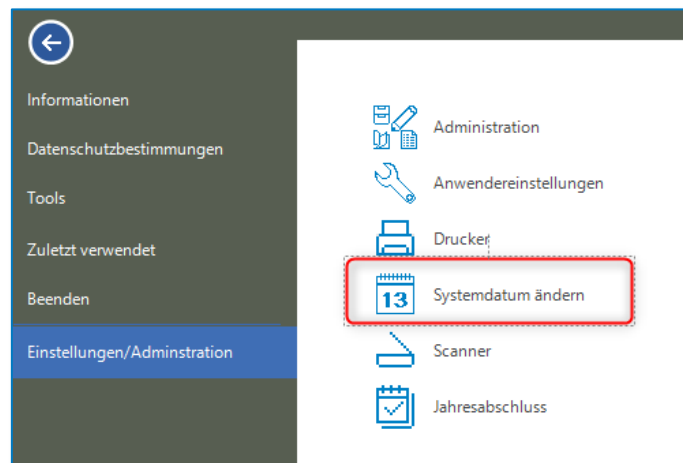 Informationen
Datenschutzbestimmungen
Tools
Zuletzt verwendet
Beenden
Einstellungen/Adminstration
Administration
Anwendereinstellungen
Drucker
13
Systemdatum ändern
Scanner
Jahresabschluss